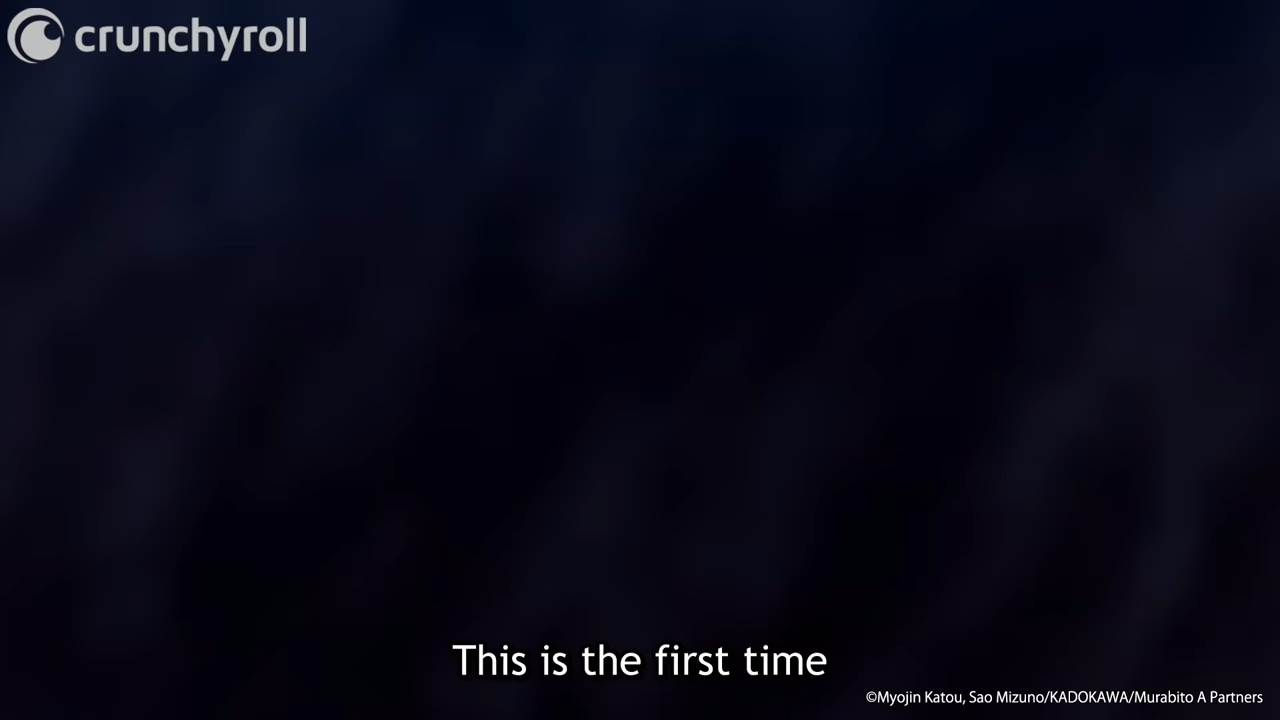 crunchyroll
This is the first time
©Myojin Katou, Sao Mizuno/KADOKAWA/Murabito A Partners